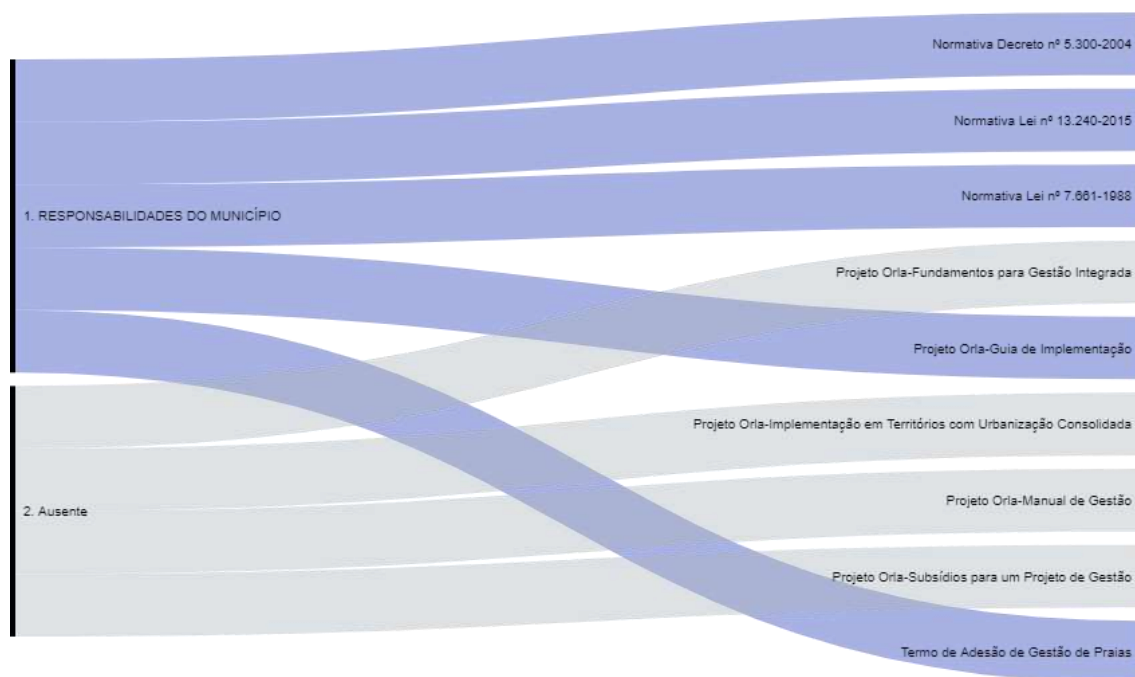 Normativa Decreto nº 5.300-2004
Normativa Lei nº 13.240-2015
Normativa Lei nº 7.661-1988
1. RESPONSABILIDADES DO MUNICÍPIO
Projeto Orla-Fundamentos para Gestão Integrada
Projeto Orla-Guia de Implementação
Projeto Orla-Implementação em Territórios com Urbanização Consolidada
Projeto Orla-Manual de Gestão
2. Ausente
Projeto Orla-Subsídios para um Projeto de Gestão
Termo de Adesão de Gestão de Praias